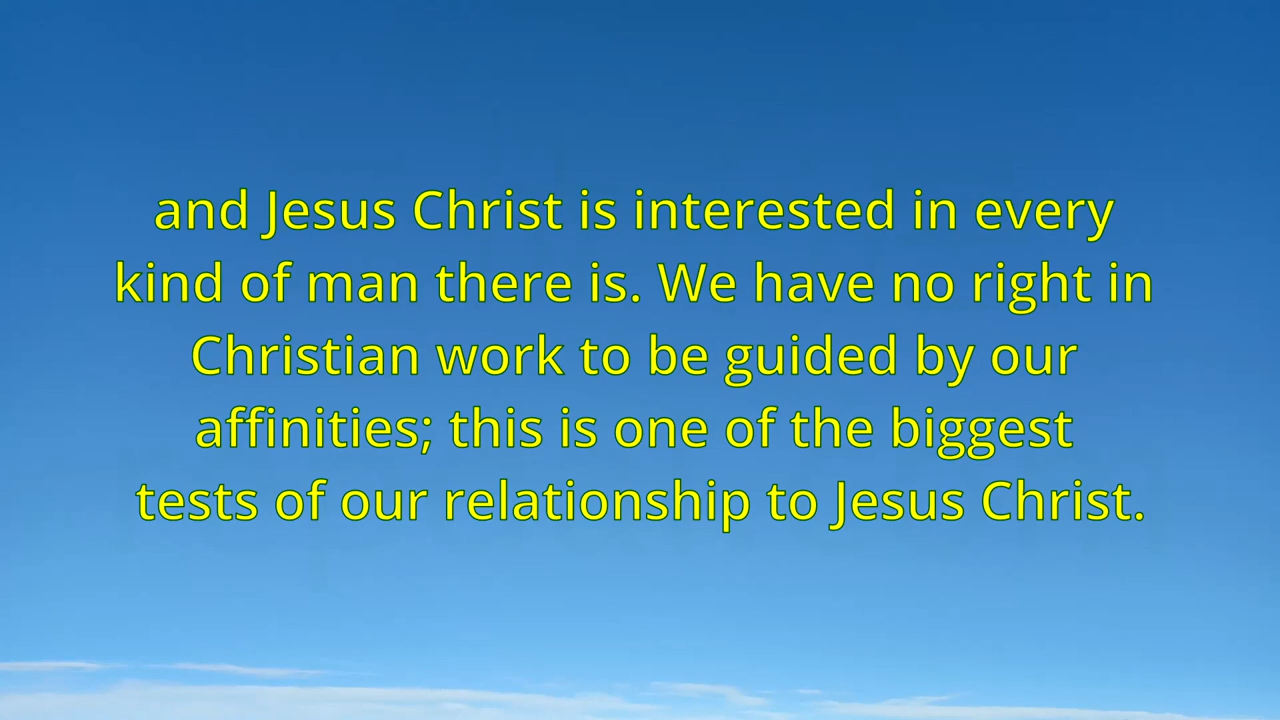 and Jesus Christ is interested in every
kind of man there is. We have no right in
Christian work to be guided by our
affinities; this is one of the biggest
tests of our relationship to Jesus Christ.